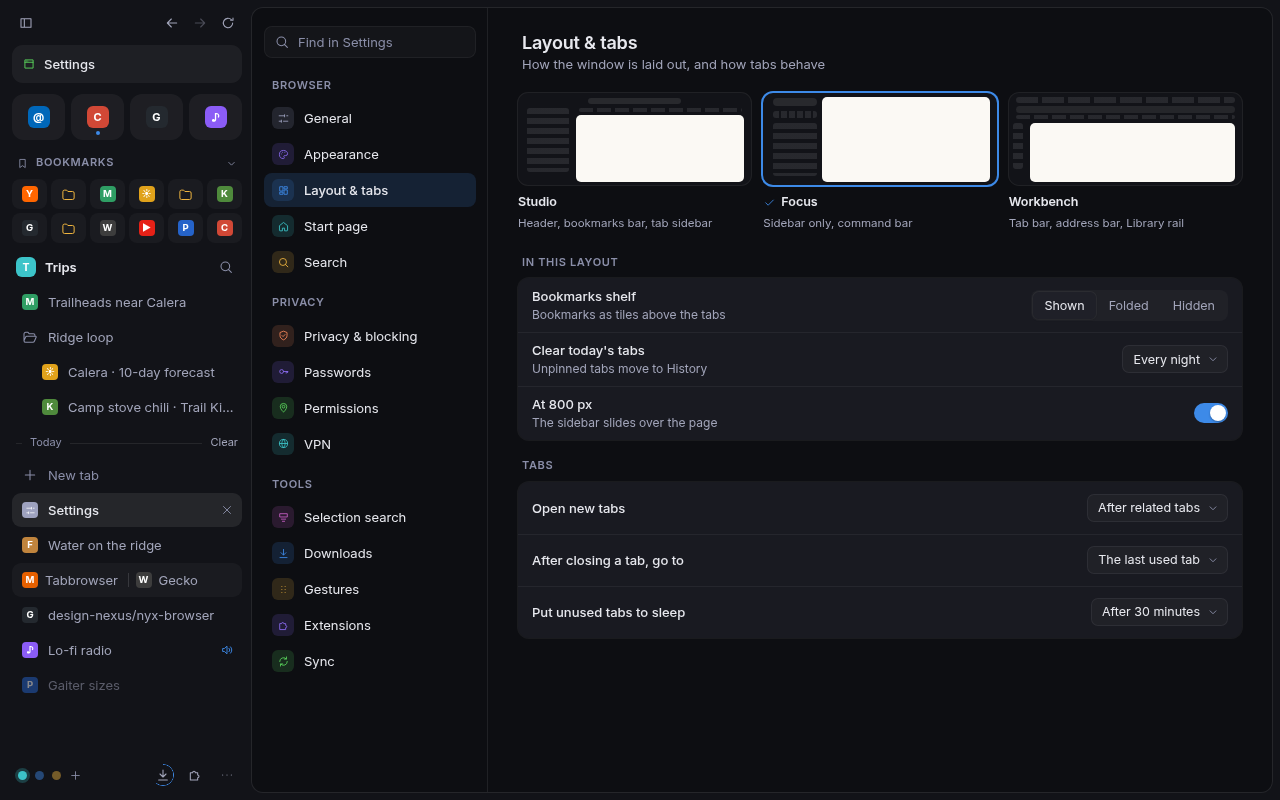 Settings
@
C
G
BOOKMARKS
Y
M
K
G
W
P
C
T Trips
M Trailheads near Calera
Ridge loop
Calera · 10-day forecast
K Camp stove chili · Trail Ki...
Today Clear
New tab
Settings
F Water on the ridge
M Tabbrowser W Gecko
G design-nexus/nyx-browser
Lo-fi radio
P Gaiter sizes
Find in Settings
BROWSER
General
Appearance
Layout & tabs
Start page
Search
PRIVACY
Privacy & blocking
Passwords
Permissions
VPN
TOOLS
Selection search
Downloads
Gestures
Extensions
Sync
Layout & tabs
How the window is laid out, and how tabs behave
Studio
Header, bookmarks bar, tab sidebar
Focus
Sidebar only, command bar
Workbench
Tab bar, address bar, Library rail
IN THIS LAYOUT
Bookmarks shelf
Bookmarks as tiles above the tabs
Shown Folded Hidden
Clear today's tabs
Unpinned tabs move to History
Every night
At 800 px
The sidebar slides over the page
TABS
Open new tabs
After related tabs
After closing a tab, go to
The last used tab
Put unused tabs to sleep
After 30 minutes